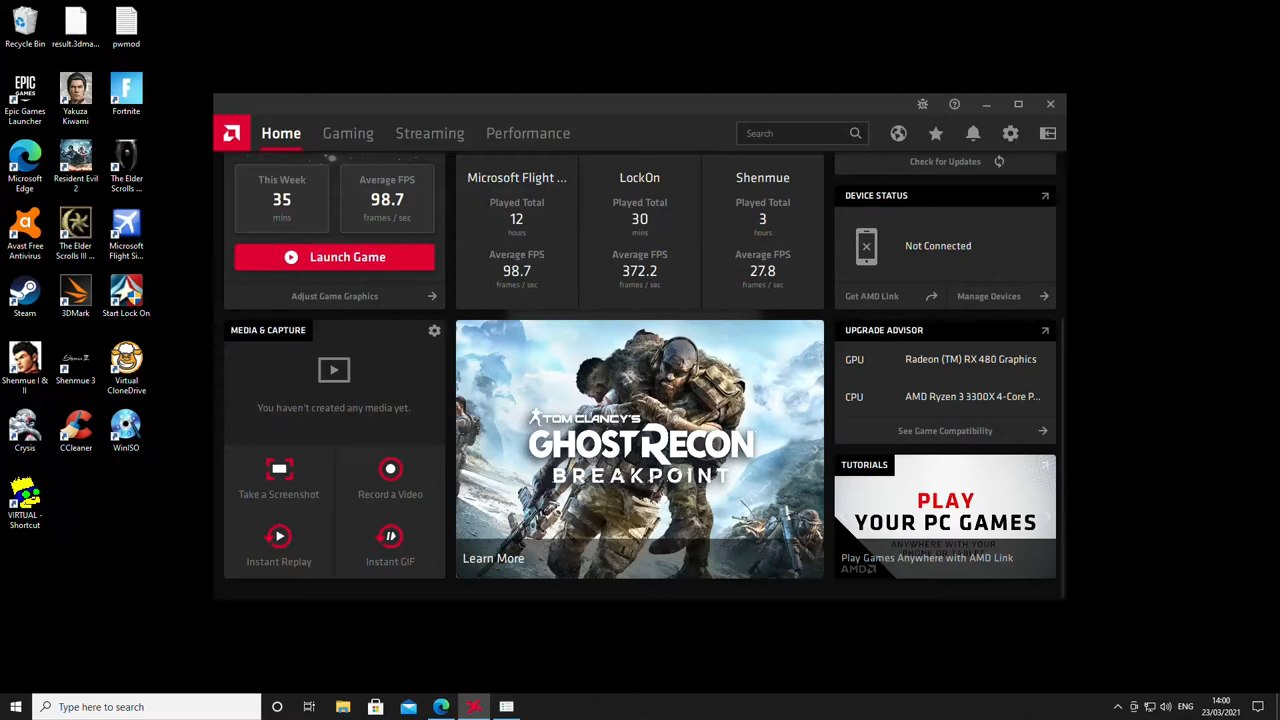 Recycle Bin
result.3dma...
pwmod
EPIC
GAMES
Epic Games
Launcher
Yakuza
Kiwami
F
Fortnite
Microsoft
Edge
Resident Evil
2
The Elder
Scrolls ...
Avast Free
Antivirus
The Elder
Scrolls III ...
Microsoft
Flight Si...
Steam
3DMark
Start Lock On
Shenmue I &
II
Shenmue 3
Virtual
CloneDrive
Crysis
CCleaner
WinISO
VIRTUAL -
Shortcut
Home
Gaming
Streaming
Performance
Search
This Week
35
mins
Average FPS
98.7
frames / sec
Launch Game
Adjust Game Graphics
Microsoft Flight ...
Played Total
12
hours
Average FPS
98.7
frames / sec
LockOn
Played Total
30
mins
Average FPS
372.2
frames / sec
Shenmue
Played Total
3
hours
Average FPS
27.8
frames / sec
Check for Updates
DEVICE STATUS
Not Connected
Get AMD Link
Manage Devices
MEDIA & CAPTURE
You haven't created any media yet.
Take a Screenshot
Record a Video
Instant Replay
Instant GIF
TOM CLANCY'S
GHOST RECON
BREAKPOINT
Learn More
UPGRADE ADVISOR
GPU
Radeon (TM) RX 480 Graphics
CPU
AMD Ryzen 3 3300X 4-Core P...
See Game Compatibility
TUTORIALS
PLAY
YOUR PC GAMES
ANYWHERE WITH YOUR
Play Games Anywhere with AMD Link
AMD
Type here to search
ENG
14:00
23/03/2021